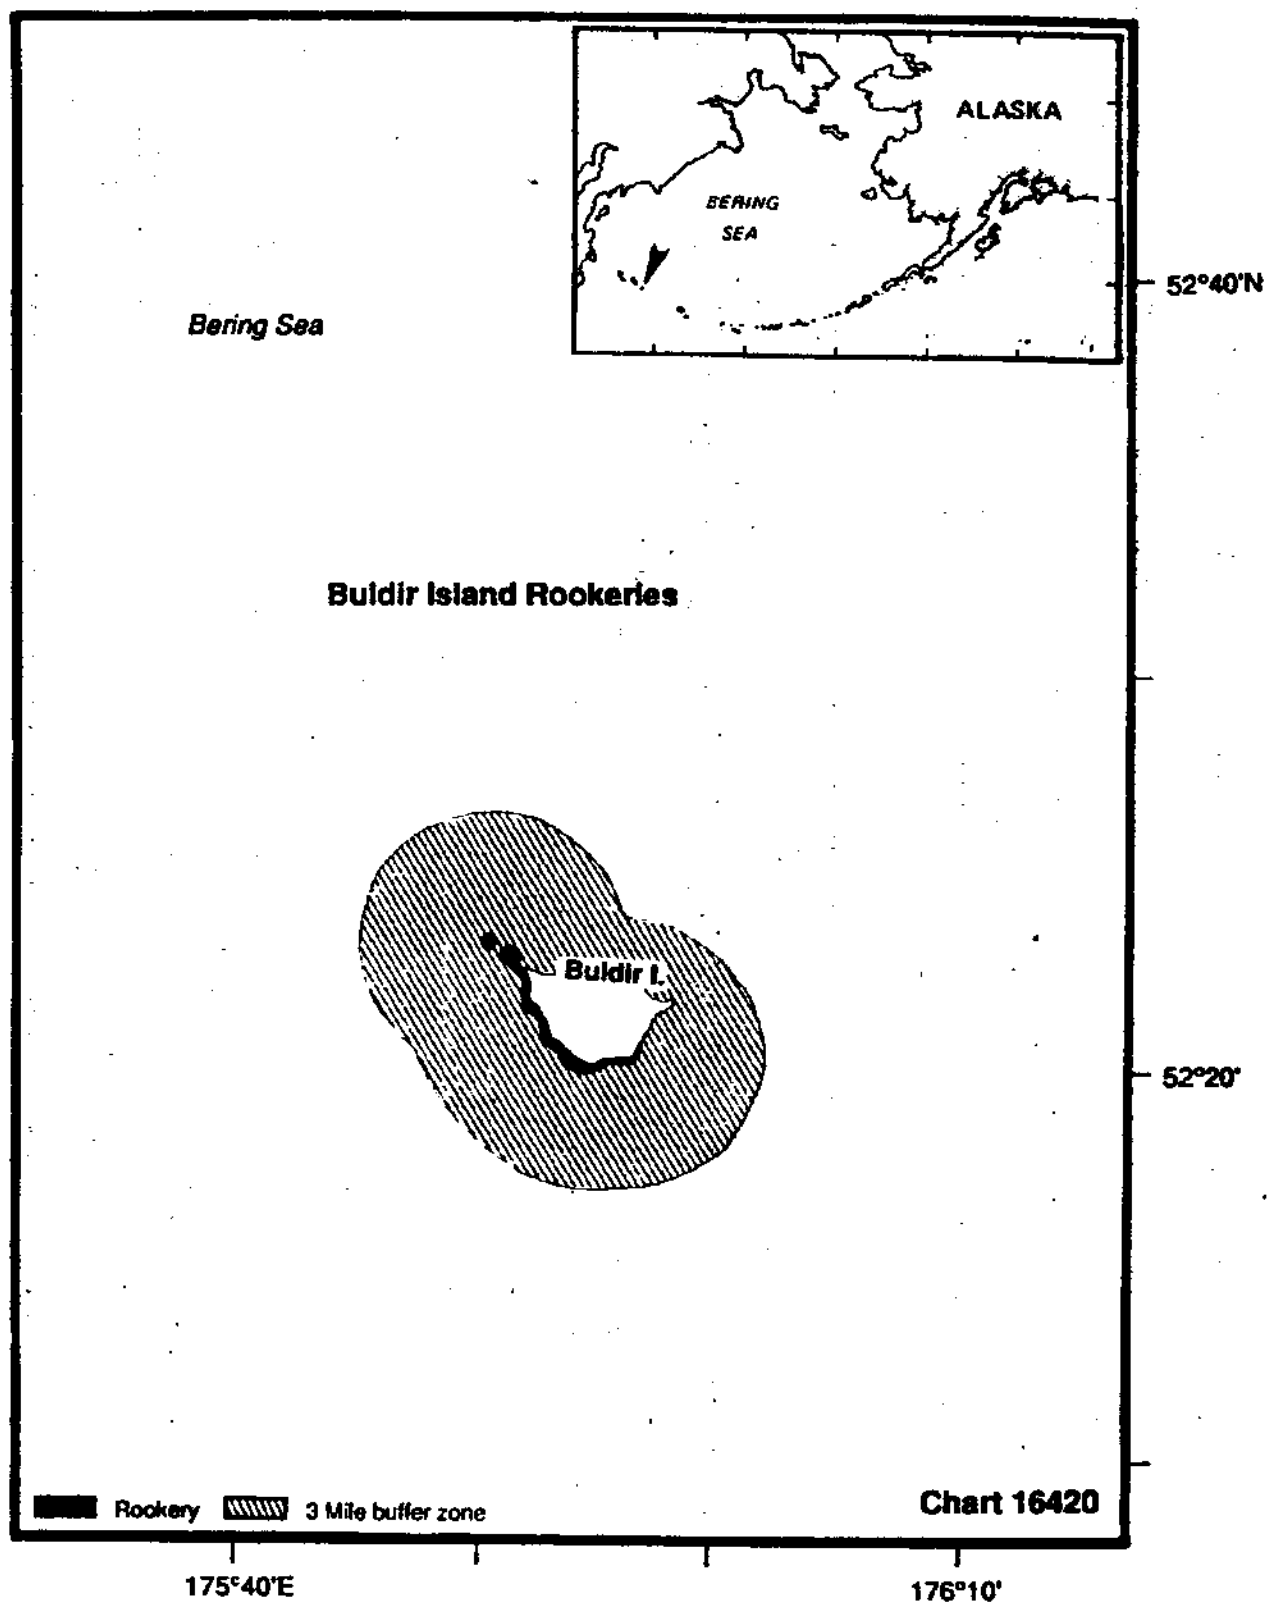 ALASKA
BERING
SEA
52°40'N
Bering Sea
Buldir Island Rookeries
Buldir I.
52°20'
Rookery
3 Mile buffer zone
Chart 16420
175°40'E
176°10'